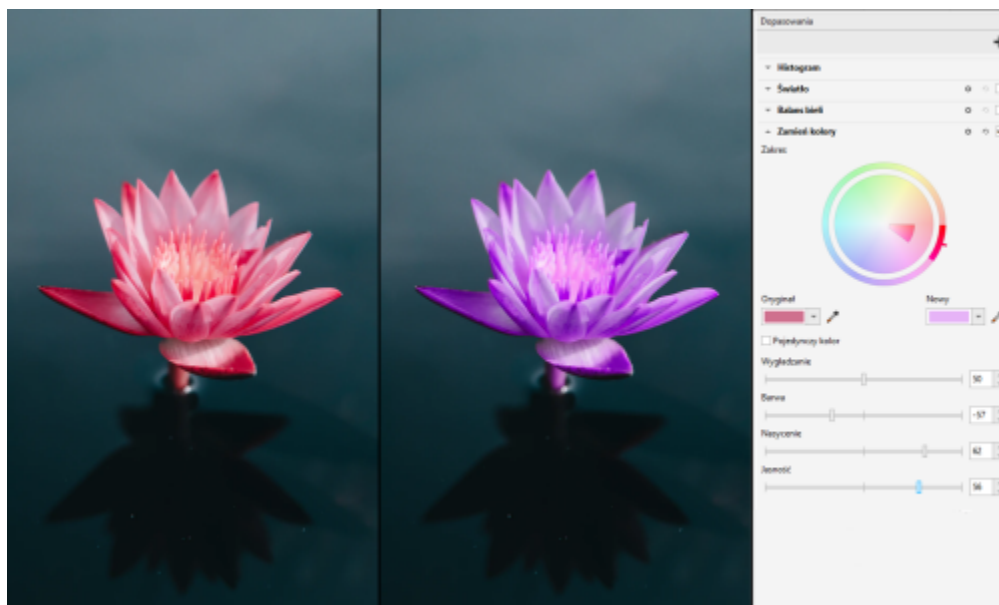 Dopasowania
Histogram
Światło
Balans bieli
Zamień kolory
Zakres
Oryginał
Nowy
Pojedynczy kolor
Wygładzanie
50
Barwa
-57
Nasycenie
62
Jasność
56